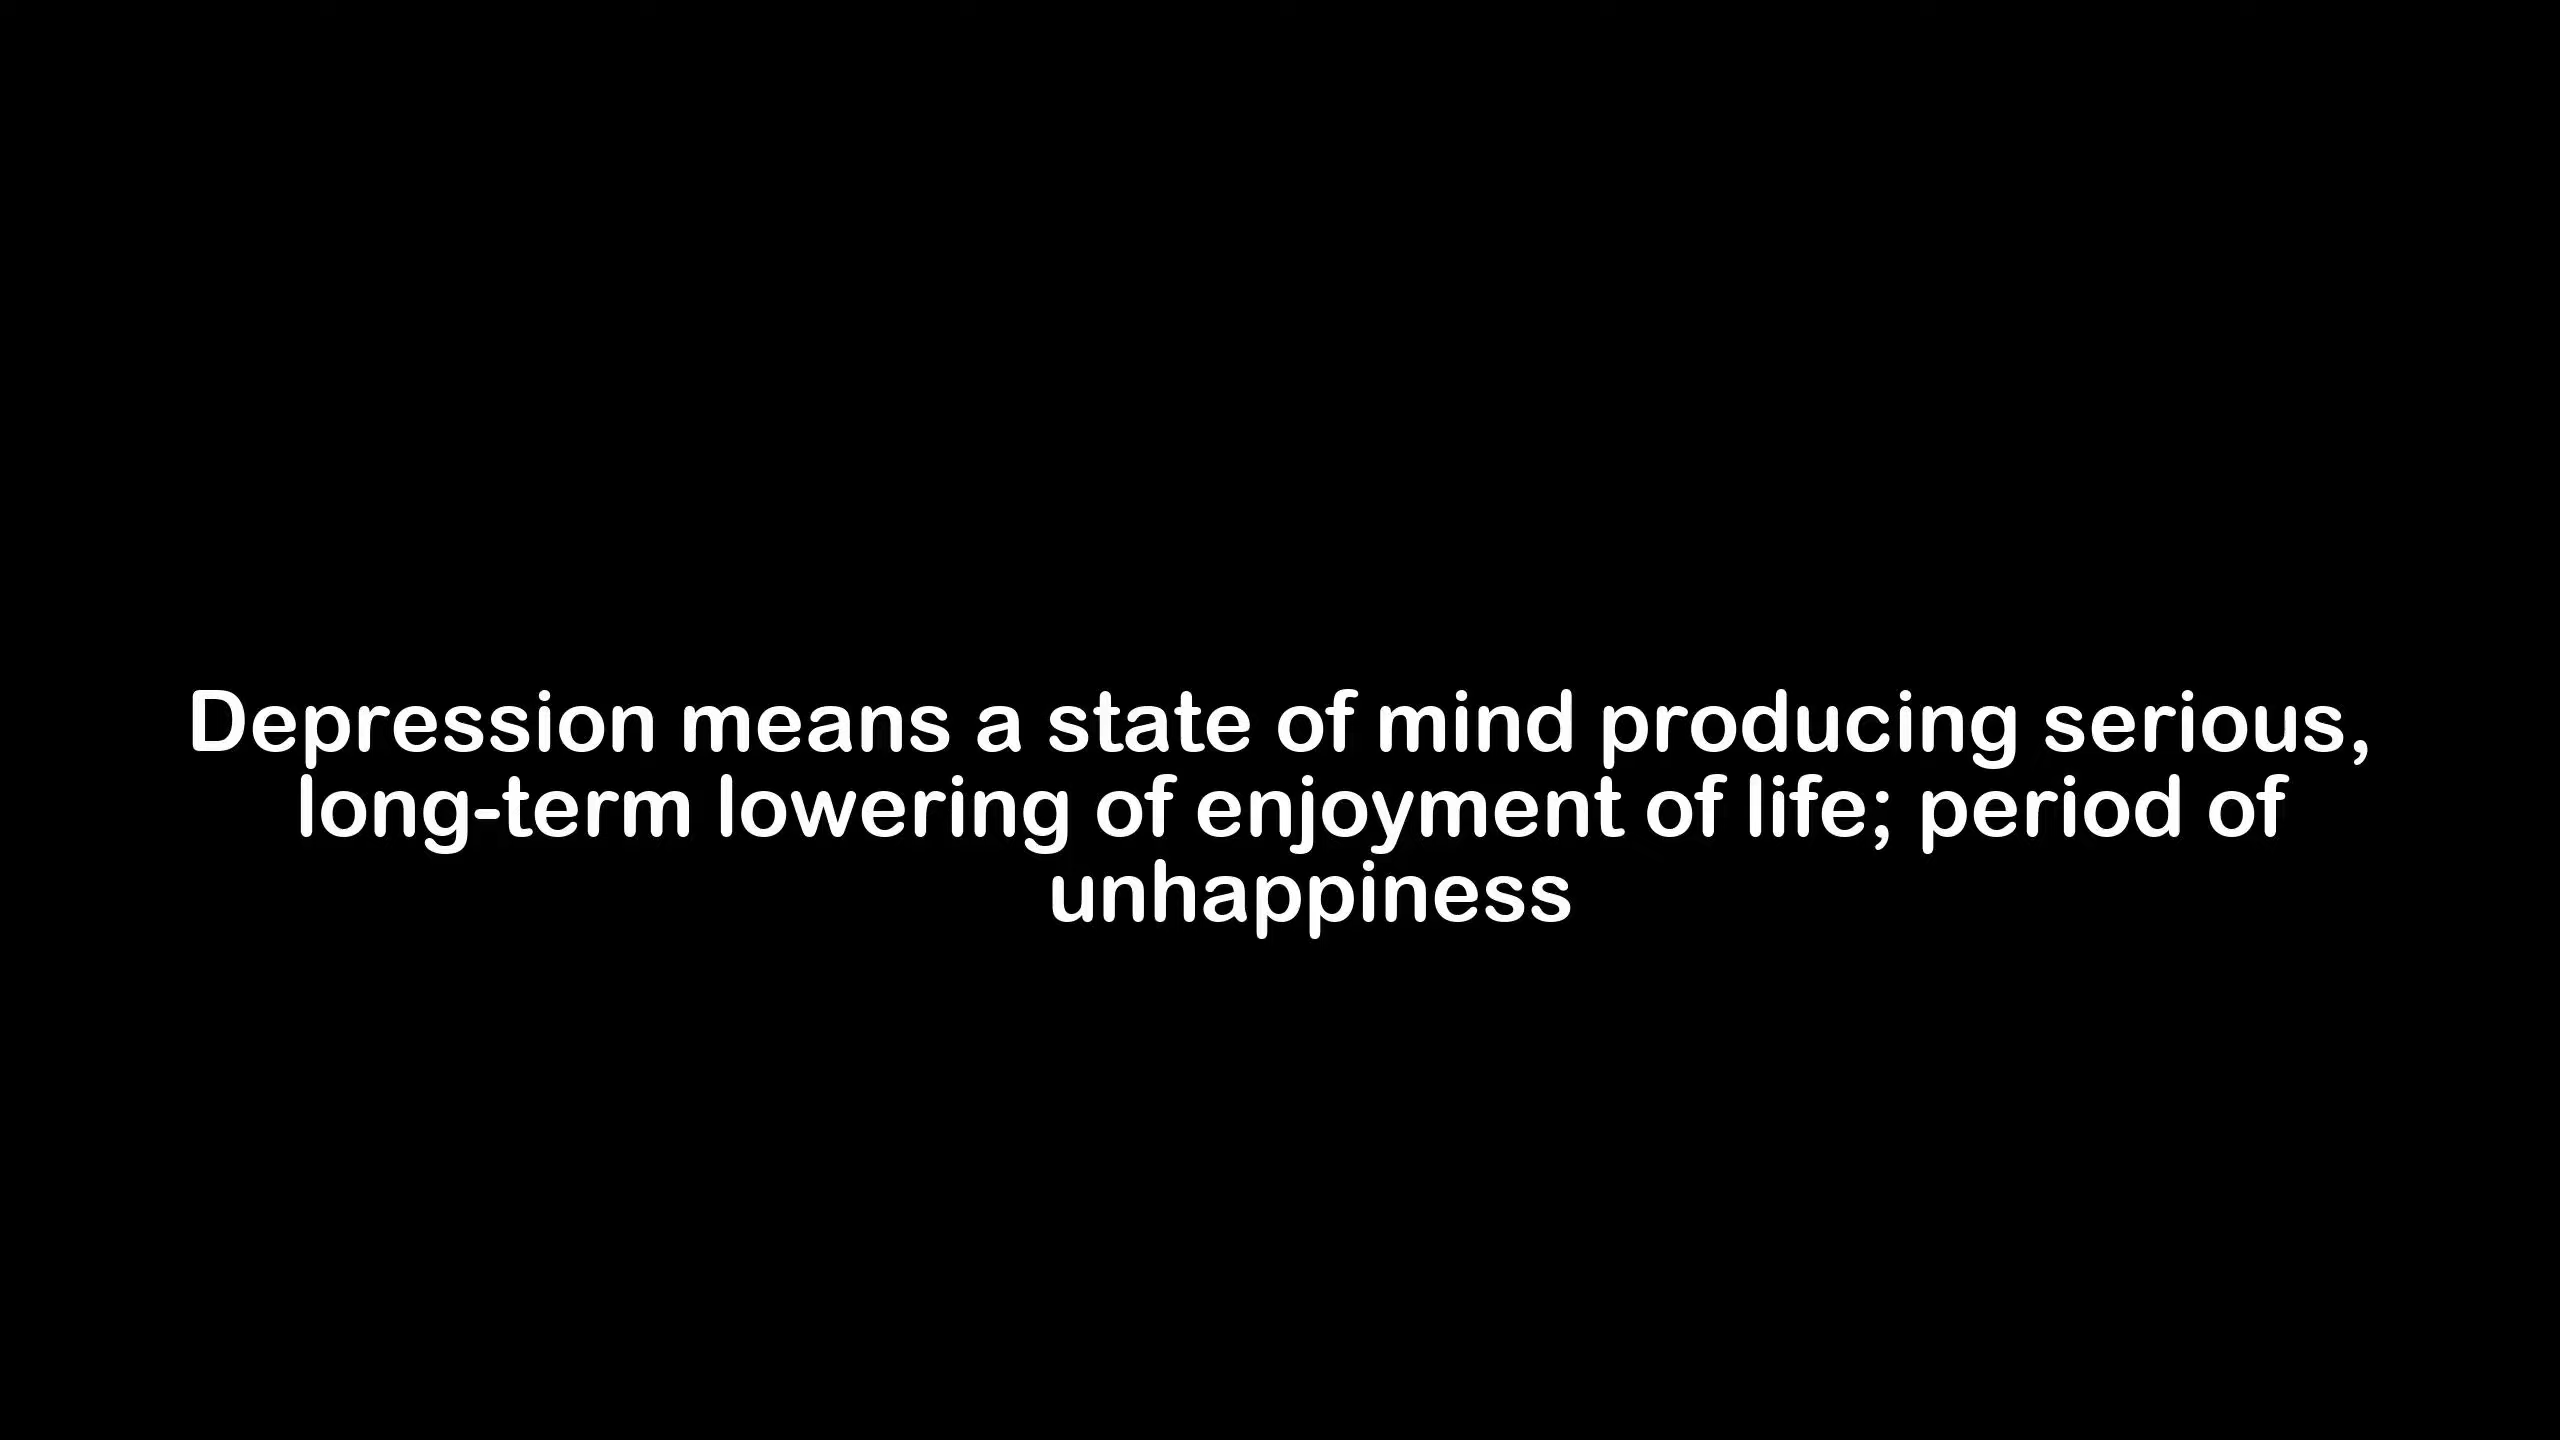 Depression means a state of mind producing serious,
long-term lowering of enjoyment of life; period of
unhappiness